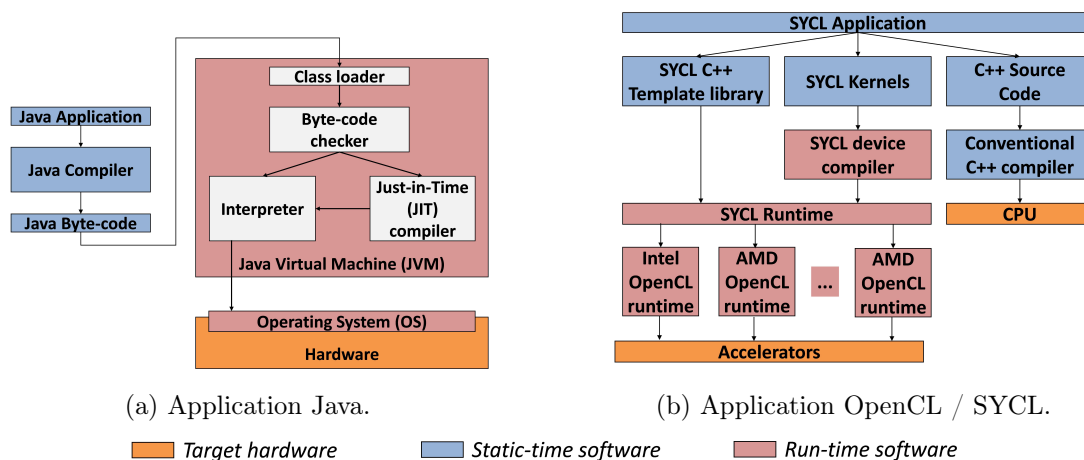 Java Application
Java Compiler
Java Byte-code
Class loader
Byte-code
checker
Interpreter
Just-in-Time
(JIT)
compiler
Java Virtual Machine (JVM)
Operating System (OS)
Hardware
(a) Application Java.
SYCL Application
SYCL C++
Template library
SYCL Kernels
C++ Source
Code
SYCL device
compiler
Conventional
C++ compiler
SYCL Runtime
CPU
Intel
OpenCL
runtime
AMD
OpenCL
runtime
...
AMD
OpenCL
runtime
Accelerators
(b) Application OpenCL / SYCL.
Target hardware
Static-time software
Run-time software